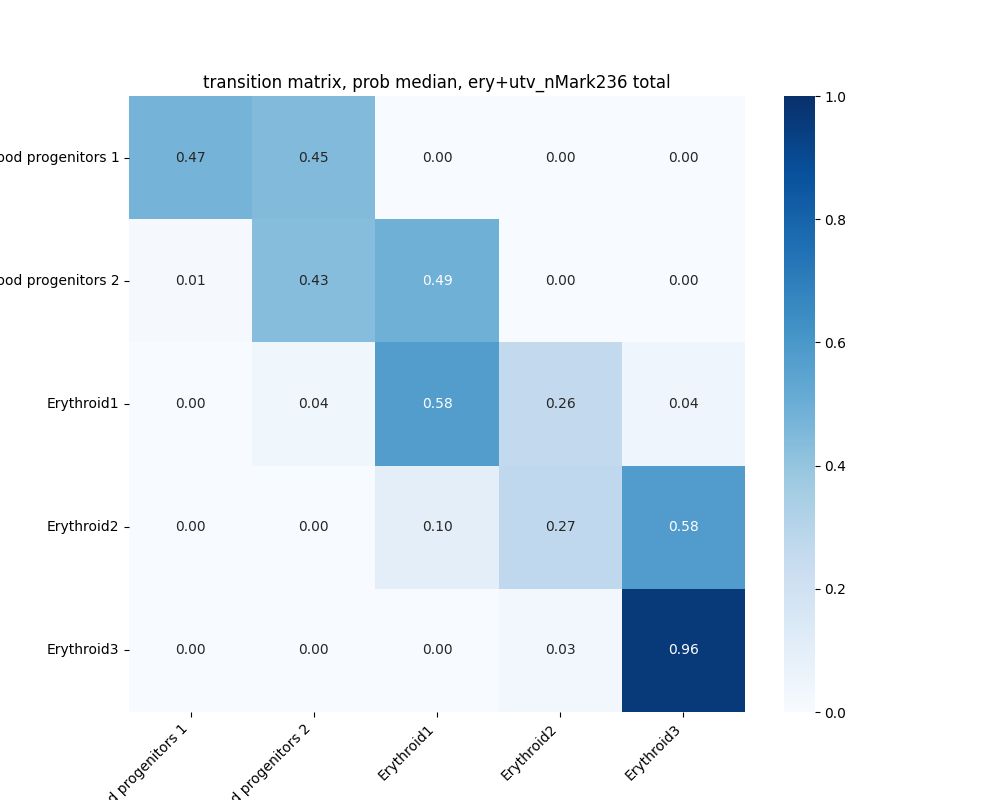 transition matrix, prob median, ery+utv_nMark236 total
ood progenitors 1 0.47 0.45 0.00 0.00 0.00
ood progenitors 2 0.01 0.43 0.49 0.00 0.00
Erythroid1 0.00 0.04 0.58 0.26 0.04
Erythroid2 0.00 0.00 0.10 0.27 0.58
Erythroid3 0.00 0.00 0.00 0.03 0.96
d progenitors 1
d progenitors 2
Erythroid1
Erythroid2
Erythroid3
1.0
0.8
0.6
0.4
0.2
0.0